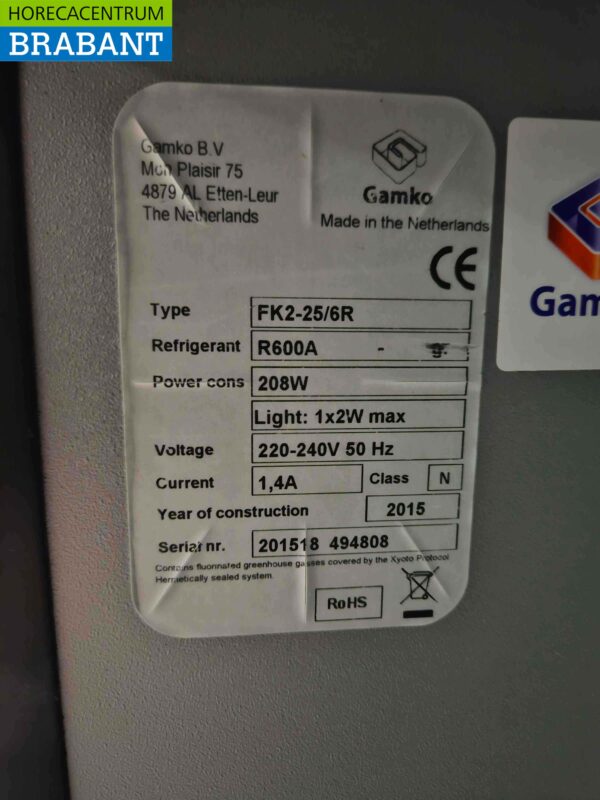 HORECACENTRUM
BRABANT
Gamko B.V
Mon Plaisir 75
4879 AL Etten-Leur
The Netherlands
Gamko
Made in the Netherlands
CE
Type FK2-25/6R
Refrigerant R600A - g.
Power cons 208W
Light: 1x2W max
Voltage 220-240V 50 Hz
Current 1,4A Class N
Year of construction 2015
Serial nr. 201518 494808
Contains fluorinated greenhouse gasses covered by the Kyoto Protocol
Hermetically sealed system.
RoHS
Gam